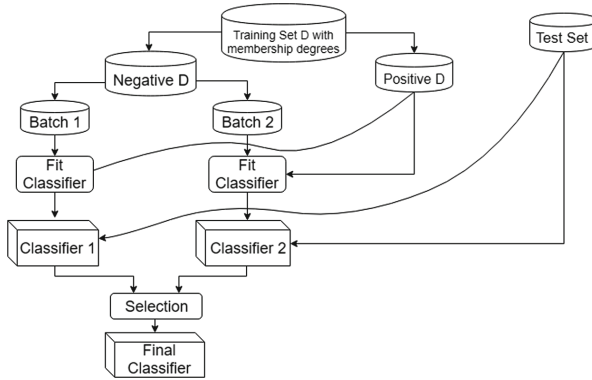 Training Set D with
membership degrees
Test Set
Negative D
Positive D
Batch 1
Batch 2
Fit
Classifier
Fit
Classifier
Classifier 1
Classifier 2
Selection
Final
Classifier